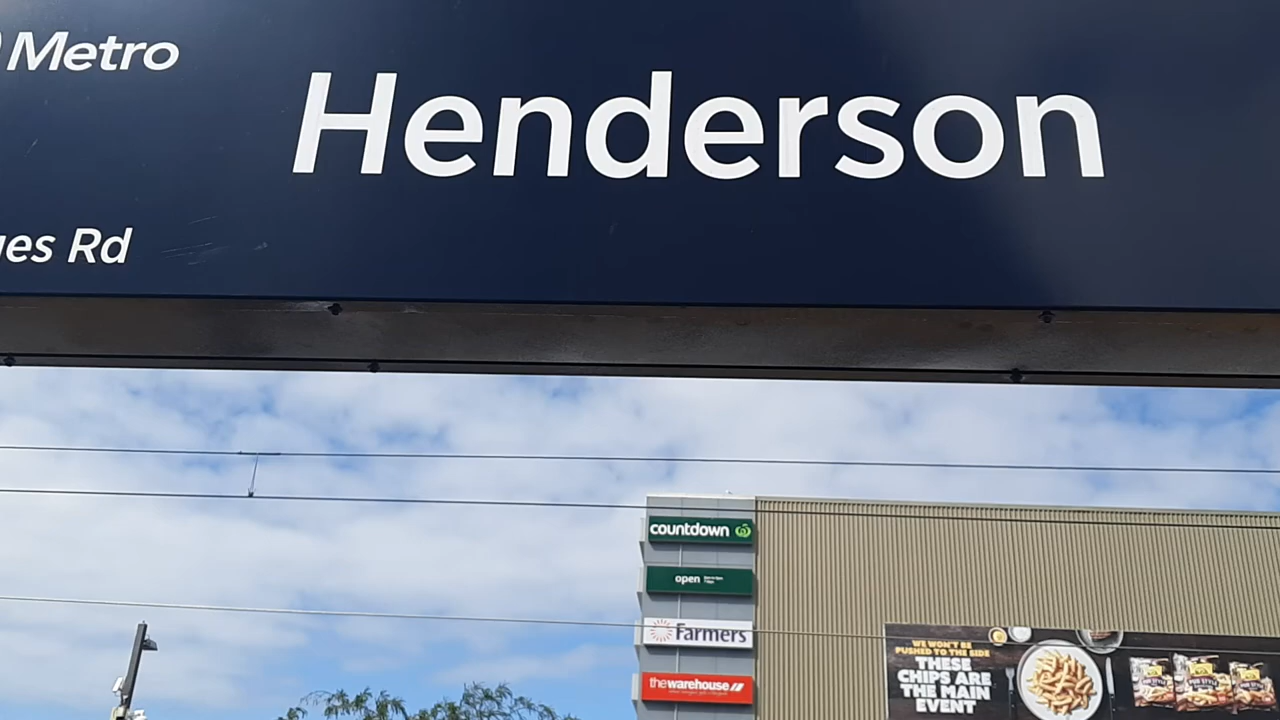 Metro
Henderson
ues Rd
countdown
open
Farmers
thewarehouse
WE WON'T BE
PUSHED TO THE SIDE
THESE
CHIPS ARE
THE MAIN
EVENT